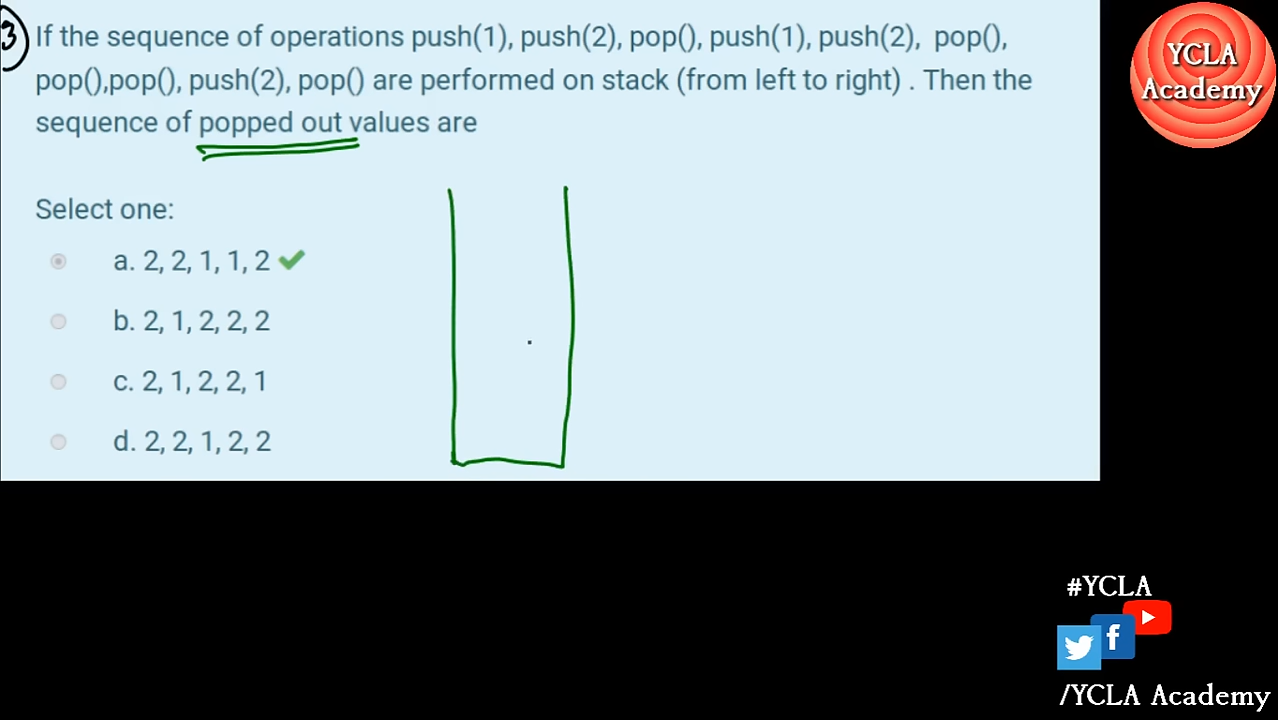 3
If the sequence of operations push(1), push(2), pop(), push(1), push(2), pop(),
pop(),pop(), push(2), pop() are performed on stack (from left to right) . Then the
sequence of popped out values are
Select one:
a. 2, 2, 1, 1, 2
b. 2, 1, 2, 2, 2
c. 2, 1, 2, 2, 1
d. 2, 2, 1, 2, 2
YCLA
Academy
#YCLA
f
/YCLA Academy